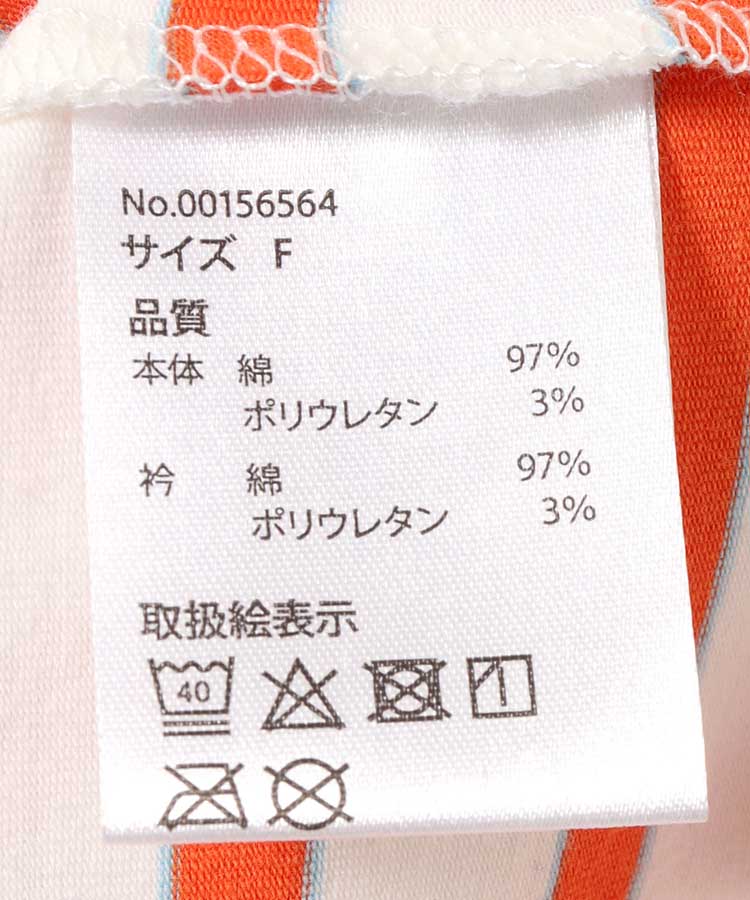 No.00156564
サイズ F
品質
本体 綿 97%
ポリウレタン 3%
衿 綿 97%
ポリウレタン 3%
取扱絵表示
40